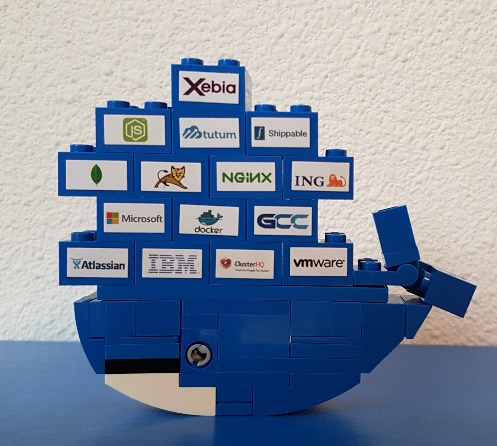 Xebia
JS
tutum
Shippable
NGINX
ING
Microsoft
docker
GCC
Atlassian
IBM
ClusterHQ
vmware